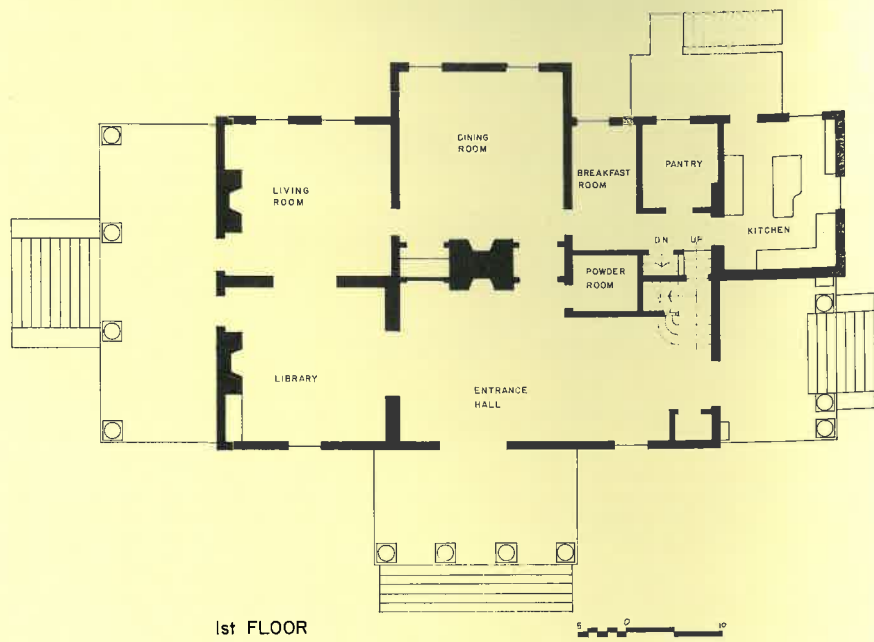 DINING
ROOM
BREAKFAST
ROOM
PANTRY
LIVING
ROOM
KITCHEN
DN
UP
POWDER
ROOM
LIBRARY
ENTRANCE
HALL
1st FLOOR
5
0
10